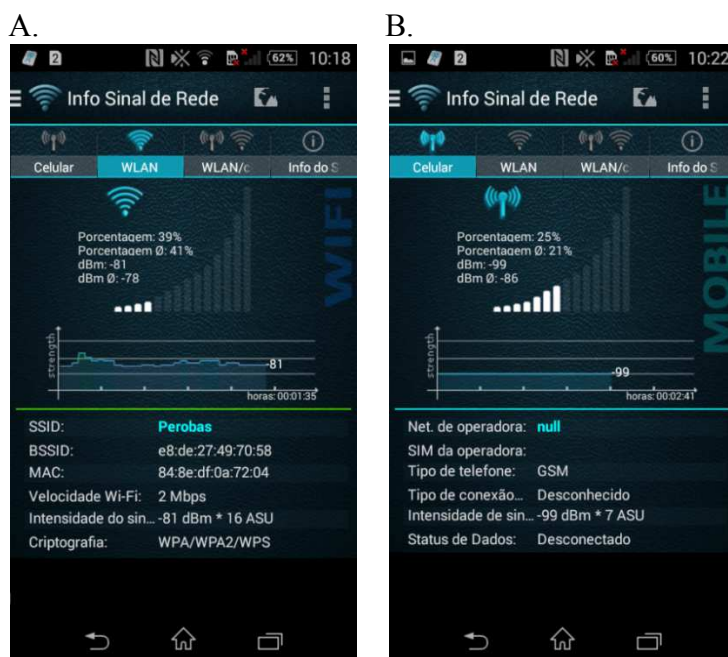 A.
2
62% 10:18
Info Sinal de Rede
Celular WLAN WLAN/c Info do S
WIFI
Porcentagem: 39%
Porcentagem Ø: 41%
dBm: -81
dBm Ø: -78
strength
-81
horas: 00:01:35
SSID: Perobas
BSSID: e8:de:27:49:70:58
MAC: 84:8e:df:0a:72:04
Velocidade Wi-Fi: 2 Mbps
Intensidade do sin... -81 dBm * 16 ASU
Criptografia: WPA/WPA2/WPS
B.
2
60% 10:22
Info Sinal de Rede
Celular WLAN WLAN/c Info do S
MOBILE
Porcentagem: 25%
Porcentagem Ø: 21%
dBm: -99
dBm Ø: -86
strength
-99
horas: 00:02:41
Net. de operadora: null
SIM da operadora:
Tipo de telefone: GSM
Tipo de conexão... Desconhecido
Intensidade de sin... -99 dBm * 7 ASU
Status de Dados: Desconectado